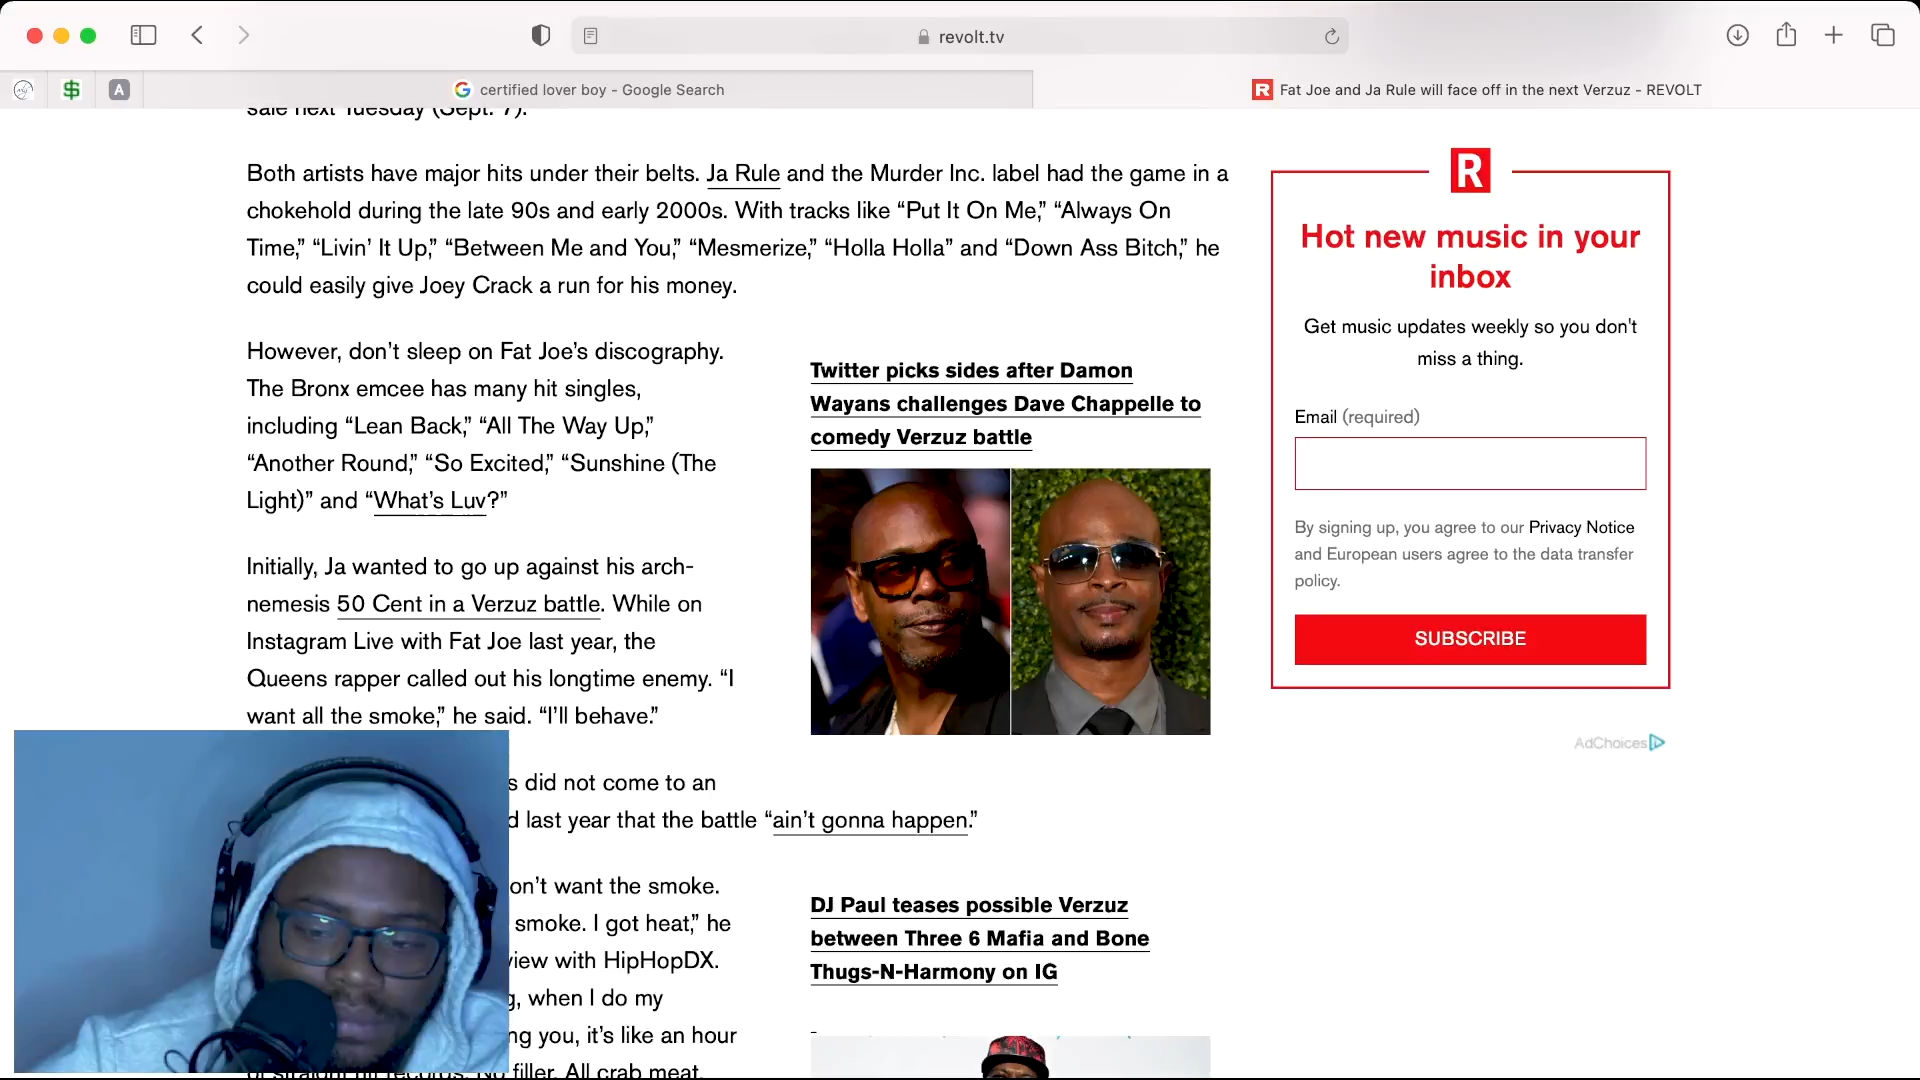 revolt.tv
A
certified lover boy - Google Search
R Fat Joe and Ja Rule will face off in the next Verzuz - REVOLT
sale next Tuesday (Sept. 7).
Both artists have major hits under their belts. Ja Rule and the Murder Inc. label had the game in a
chokehold during the late 90s and early 2000s. With tracks like “Put It On Me,” “Always On
Time,” “Livin’ It Up,” “Between Me and You,” “Mesmerize,” “Holla Holla” and “Down Ass Bitch,” he
could easily give Joey Crack a run for his money.
However, don’t sleep on Fat Joe’s discography.
The Bronx emcee has many hit singles,
including “Lean Back,” “All The Way Up,”
“Another Round,” “So Excited,” “Sunshine (The
Light)” and “What’s Luv?”
Initially, Ja wanted to go up against his arch-
nemesis 50 Cent in a Verzuz battle. While on
Instagram Live with Fat Joe last year, the
Queens rapper called out his longtime enemy. “I
want all the smoke,” he said. “I’ll behave.”
s did not come to an
d last year that the battle “ain’t gonna happen.”
on’t want the smoke.
smoke. I got heat,” he
view with HipHopDX.
g, when I do my
ng you, it’s like an hour
of straight hit records. No filler. All crab meat.
Twitter picks sides after Damon
Wayans challenges Dave Chappelle to
comedy Verzuz battle
DJ Paul teases possible Verzuz
between Three 6 Mafia and Bone
Thugs-N-Harmony on IG
R
Hot new music in your
inbox
Get music updates weekly so you don't
miss a thing.
Email (required)
By signing up, you agree to our Privacy Notice
and European users agree to the data transfer
policy.
SUBSCRIBE
AdChoices